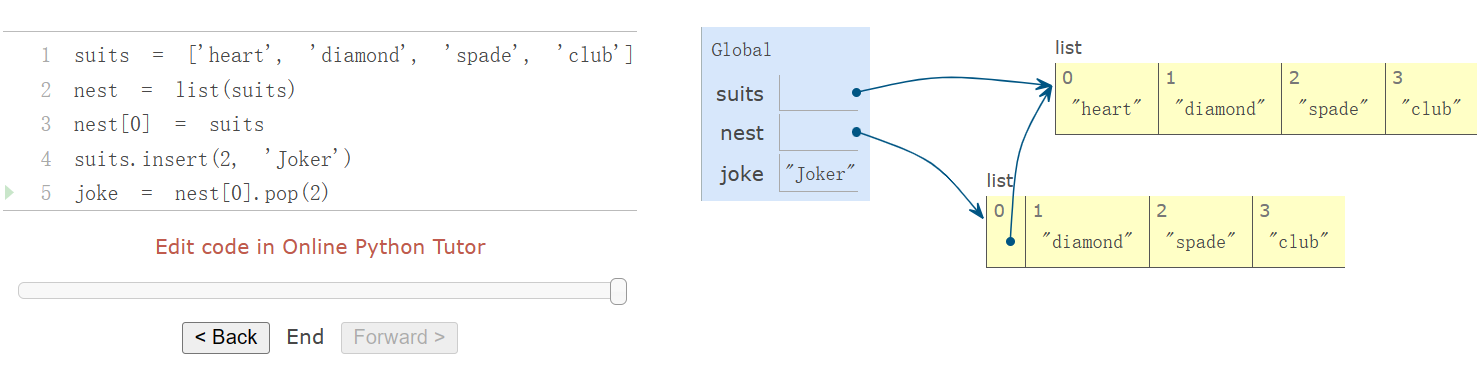 1 suits = ['heart', 'diamond', 'spade', 'club']
2 nest = list(suits)
3 nest[0] = suits
4 suits.insert(2, 'Joker')
5 joke = nest[0].pop(2)
Edit code in Online Python Tutor
< Back End Forward >
Global
suits
nest
joke "Joker"
list
0 1 2 3
"heart" "diamond" "spade" "club"
list
0 1 2 3
"diamond" "spade" "club"